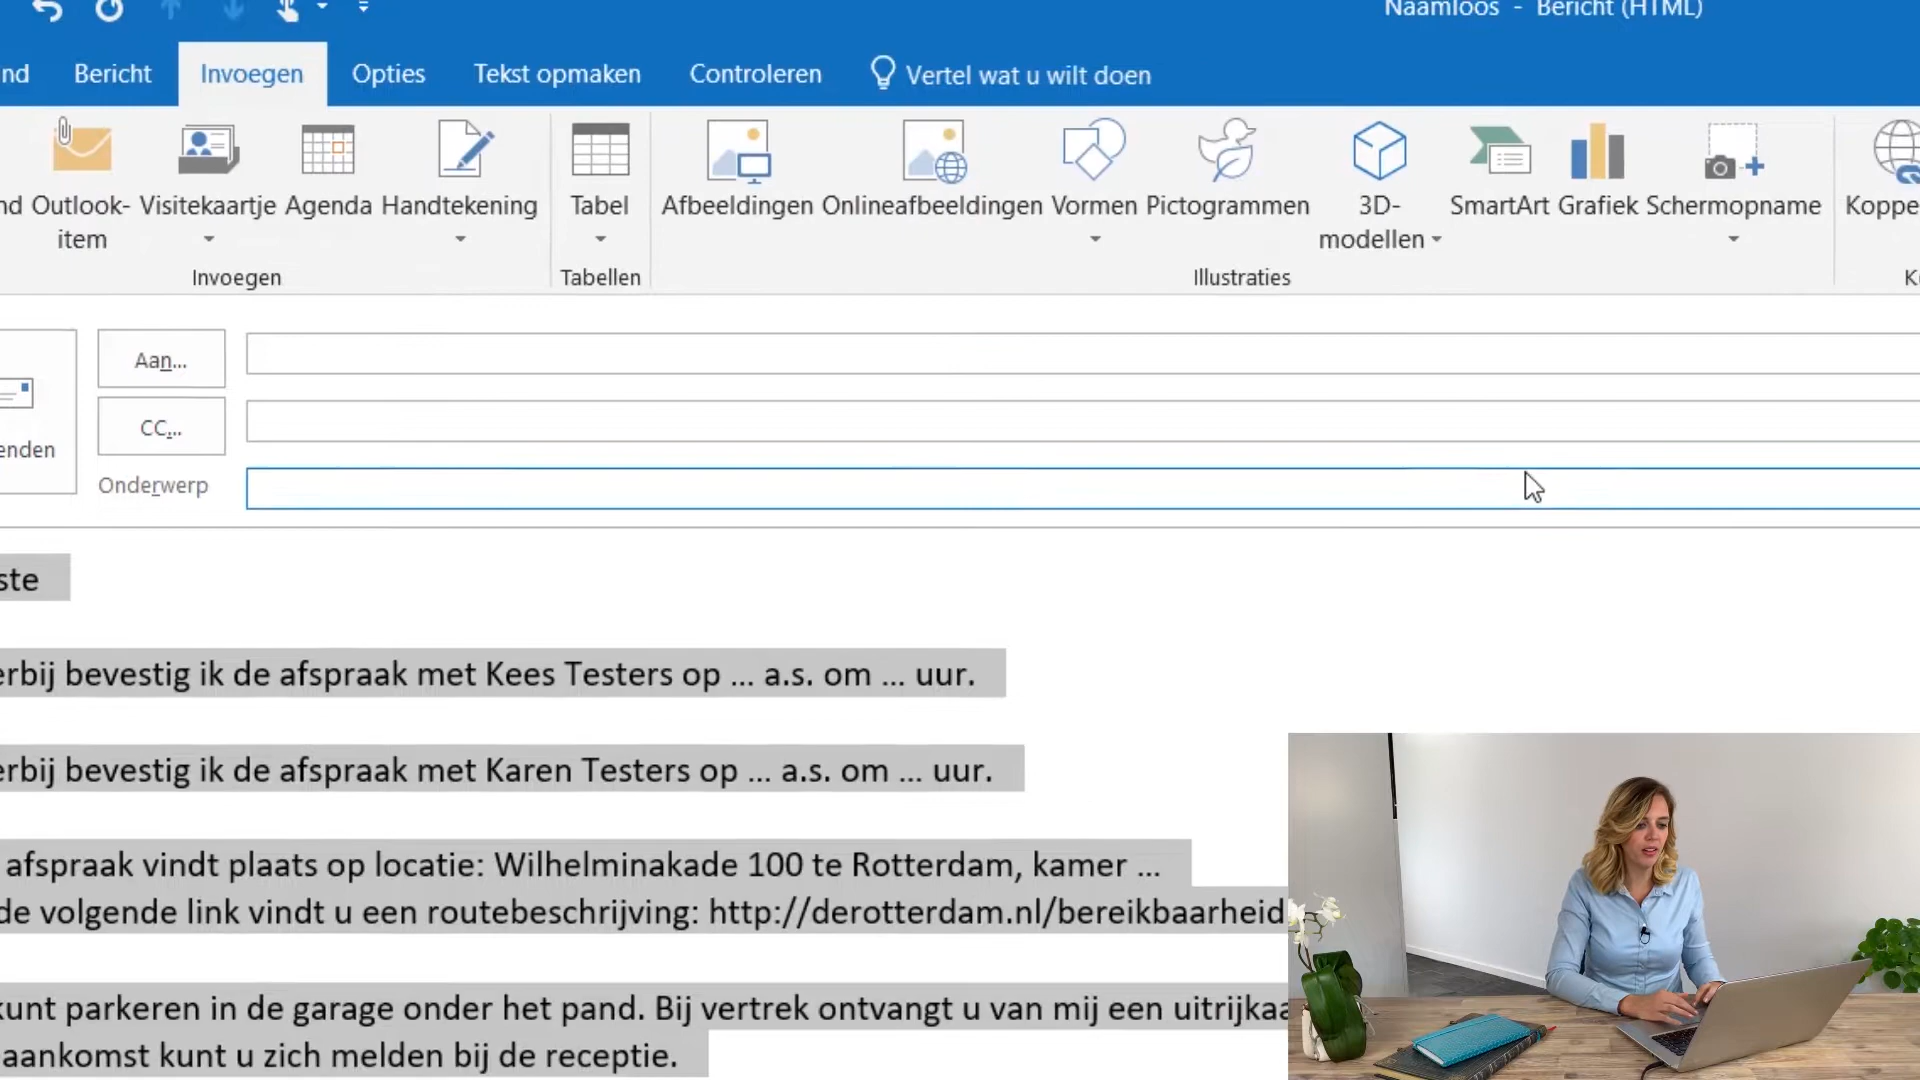 Naamloos - Bericht (HTML)
nd Bericht Invoegen Opties Tekst opmaken Controleren Vertel wat u wilt doen
nd Outlook-item Visitekaartje Agenda Handtekening Tabel Afbeeldingen Onlineafbeeldingen Vormen Pictogrammen 3D-modellen SmartArt Grafiek Schermopname Koppe
Invoegen Tabellen Illustraties K
Aan...
CC...
enden
Onderwerp
ste
erbij bevestig ik de afspraak met Kees Testers op ... a.s. om ... uur.
erbij bevestig ik de afspraak met Karen Testers op ... a.s. om ... uur.
afspraak vindt plaats op locatie: Wilhelminakade 100 te Rotterdam, kamer ...
de volgende link vindt u een routebeschrijving: http://derotterdam.nl/bereikbaarheid
kunt parkeren in de garage onder het pand. Bij vertrek ontvangt u van mij een uitrijkaa
aankomst kunt u zich melden bij de receptie.